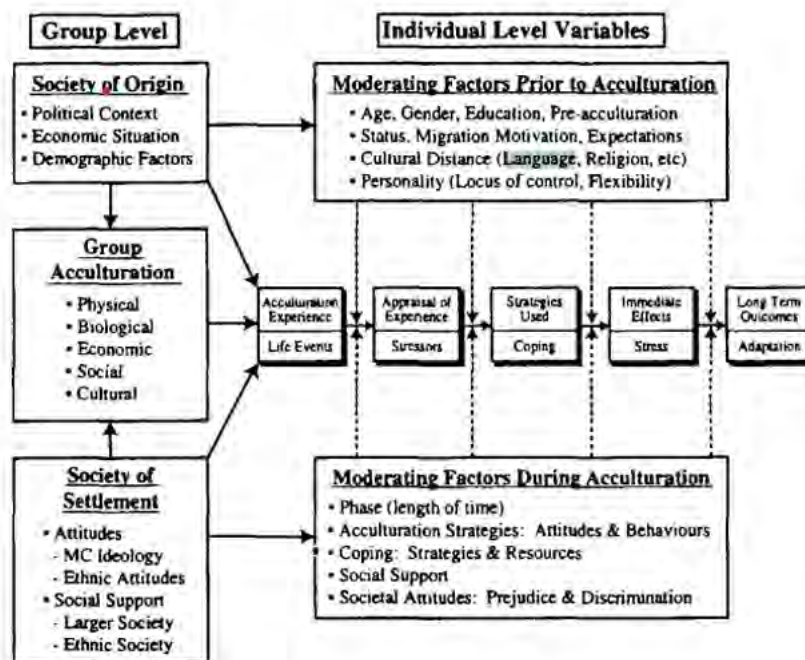 Group Level
Individual Level Variables
Society of Origin
• Political Context
• Economic Situation
• Demographic Factors
Moderating Factors Prior to Acculturation
• Age, Gender, Education, Pre-acculturation
• Status, Migration Motivation, Expectations
• Cultural Distance (Language, Religion, etc)
• Personality (Locus of control, Flexibility)
Group
Acculturation
• Physical
• Biological
• Economic
• Social
• Cultural
Acculturation
Experience
Life Events
Appraisal of
Experience
Stressors
Strategies
Used
Coping
Immediate
Effects
Stress
Long Term
Outcomes
Adaptation
Society of
Settlement
• Attitudes
- MC Ideology
- Ethnic Attitudes
• Social Support
- Larger Society
- Ethnic Society
Moderating Factors During Acculturation
• Phase (length of time)
• Acculturation Strategies: Attitudes & Behaviours
• Coping: Strategies & Resources
• Social Support
• Societal Attitudes: Prejudice & Discrimination